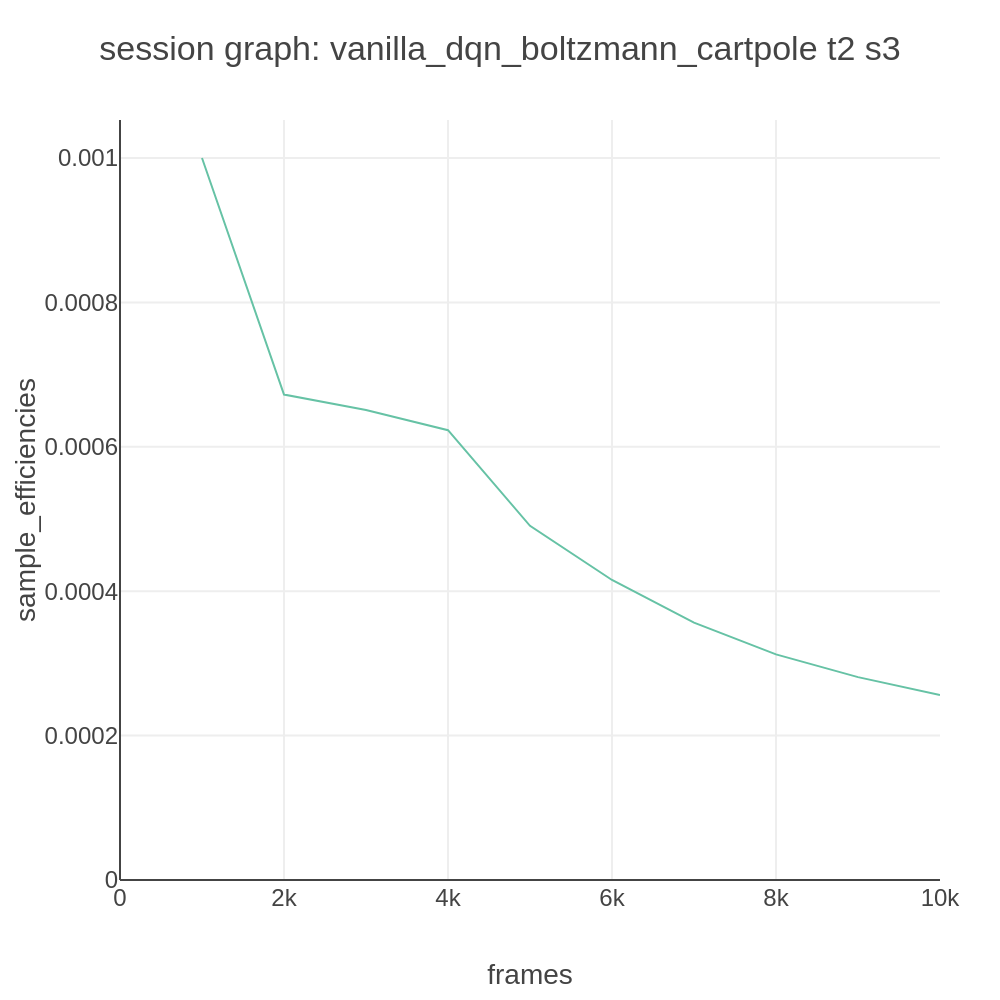 session graph: vanilla_dqn_boltzmann_cartpole t2 s3
0.001
0.0008
0.0006
0.0004
0.0002
0
sample_efficiencies
0
2k
4k
6k
8k
10k
frames